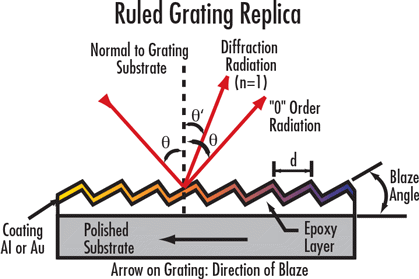 Ruled Grating Replica
Normal to Grating
Substrate
Diffraction
Radiation
(n=1)
"0" Order
Radiation
θ
θ'
θ
d
Blaze
Angle
Coating
Al or Au
Polished
Substrate
Epoxy
Layer
Arrow on Grating: Direction of Blaze